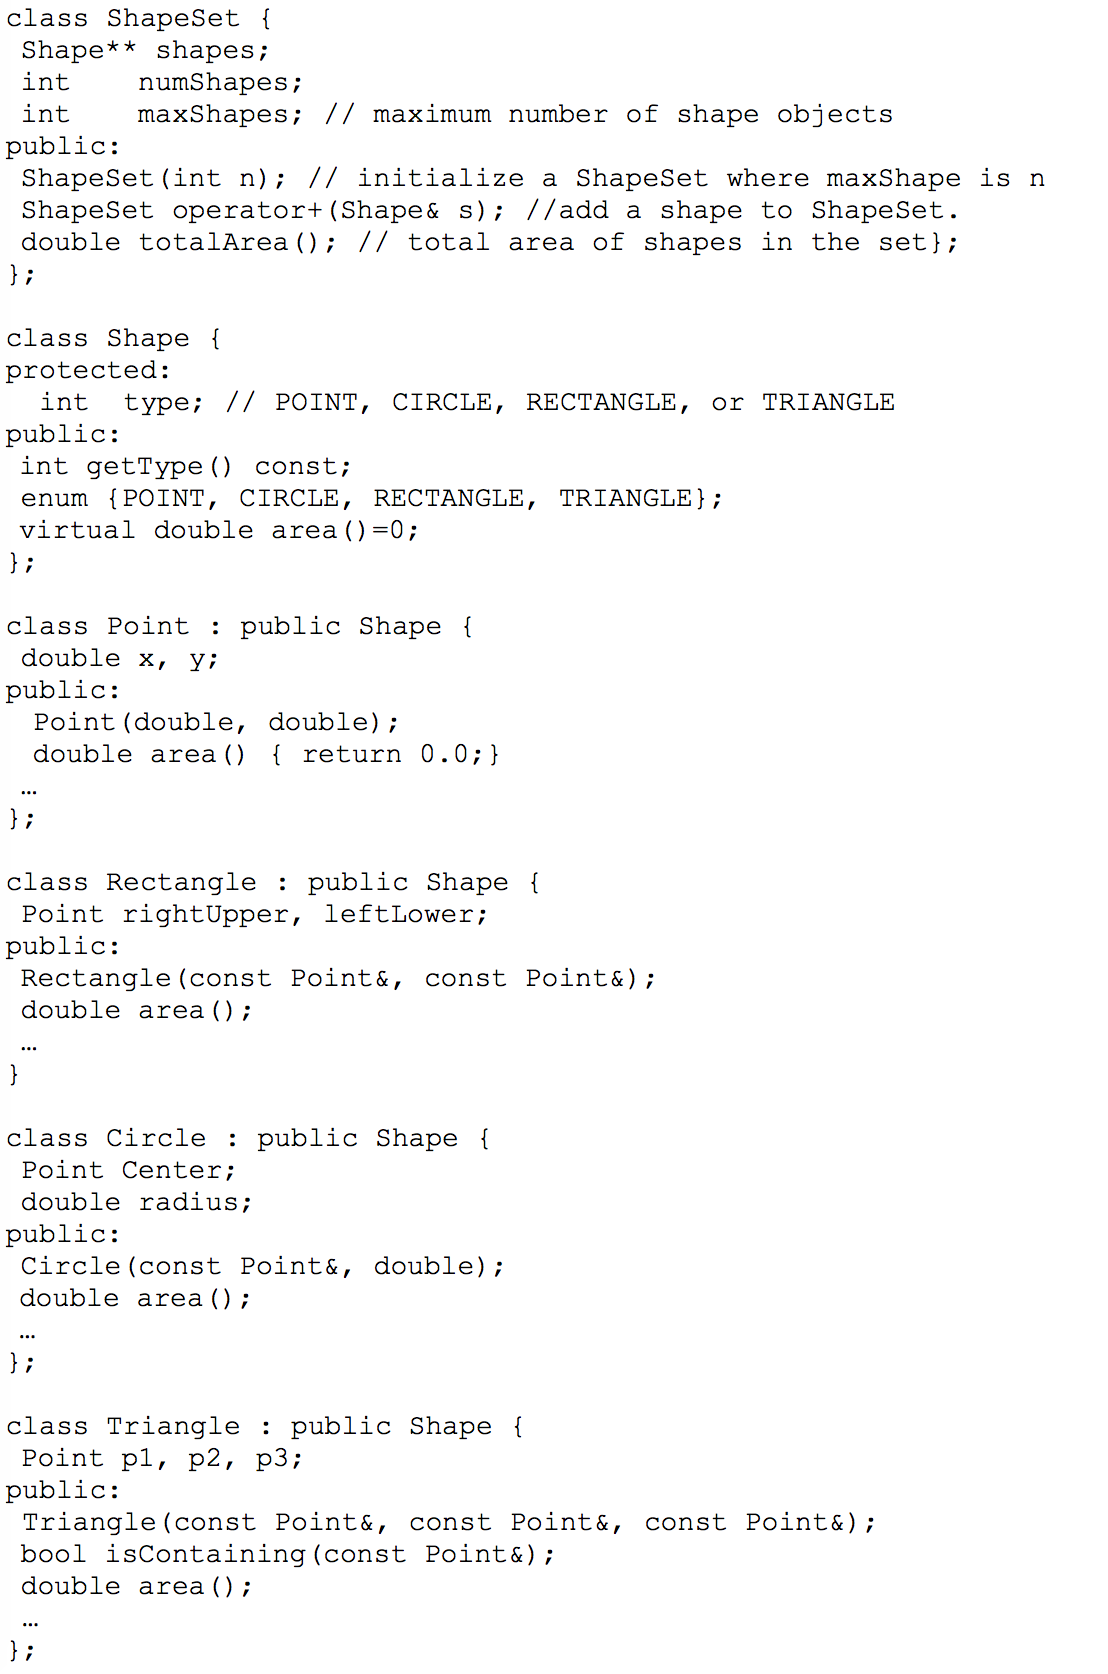 class ShapeSet {
Shape** shapes;
int    numShapes;
int    maxShapes; // maximum number of shape objects
public:
ShapeSet(int n); // initialize a ShapeSet where maxShape is n
ShapeSet operator+(Shape& s); //add a shape to ShapeSet.
double totalArea(); // total area of shapes in the set};
};
class Shape {
protected:
int  type; // POINT, CIRCLE, RECTANGLE, or TRIANGLE
public:
int getType() const;
enum {POINT, CIRCLE, RECTANGLE, TRIANGLE};
virtual double area()=0;
};
class Point : public Shape {
double x, y;
public:
Point(double, double);
double area() { return 0.0;}
…
};
class Rectangle : public Shape {
Point rightUpper, leftLower;
public:
Rectangle(const Point&, const Point&);
double area();
…
}
class Circle : public Shape {
Point Center;
double radius;
public:
Circle(const Point&, double);
double area();
…
};
class Triangle : public Shape {
Point p1, p2, p3;
public:
Triangle(const Point&, const Point&, const Point&);
bool isContaining(const Point&);
double area();
…
};